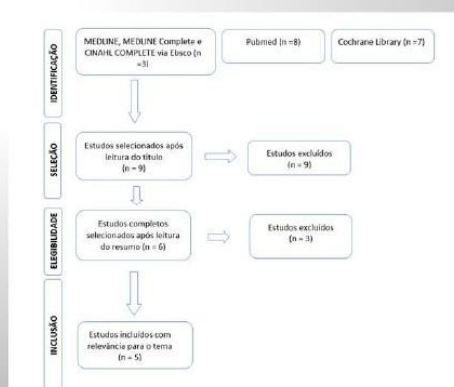 IDENTIFICAÇÃO
MEDLINE, MEDLINE Complete e
CINAHL COMPLETE via Ebsco (n
=3)
Pubmed (n =8)
Cochrane Library (n =7)
SELEÇÃO
Estudos selecionados após
leitura do título
(n = 9)
Estudos excluídos
(n = 9)
ELEGIBILIDADE
Estudos completos
selecionados após leitura
do resumo (n = 6)
Estudos excluídos
(n = 3)
INCLUSÃO
Estudos incluídos com
relevância para o tema
(n = 5)